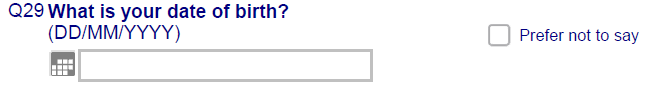 Q29 What is your date of birth?
(DD/MM/YYYY)
Prefer not to say